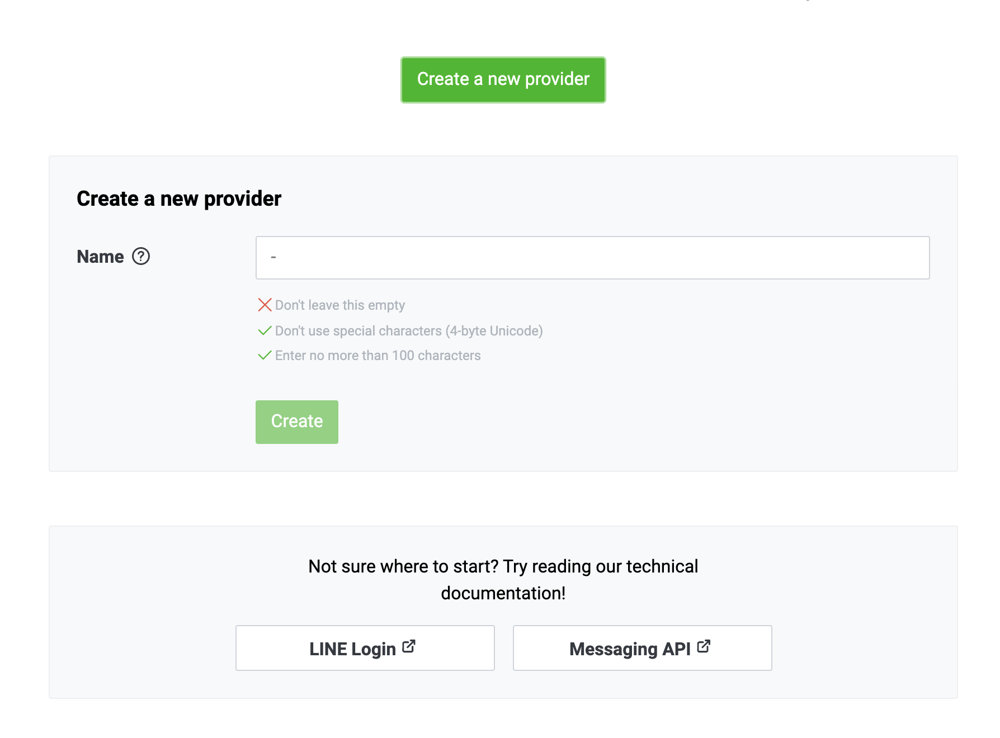 Create a new provider
Create a new provider
Name ?
-
Don't leave this empty
Don't use special characters (4-byte Unicode)
Enter no more than 100 characters
Create
Not sure where to start? Try reading our technical
documentation!
LINE Login
Messaging API